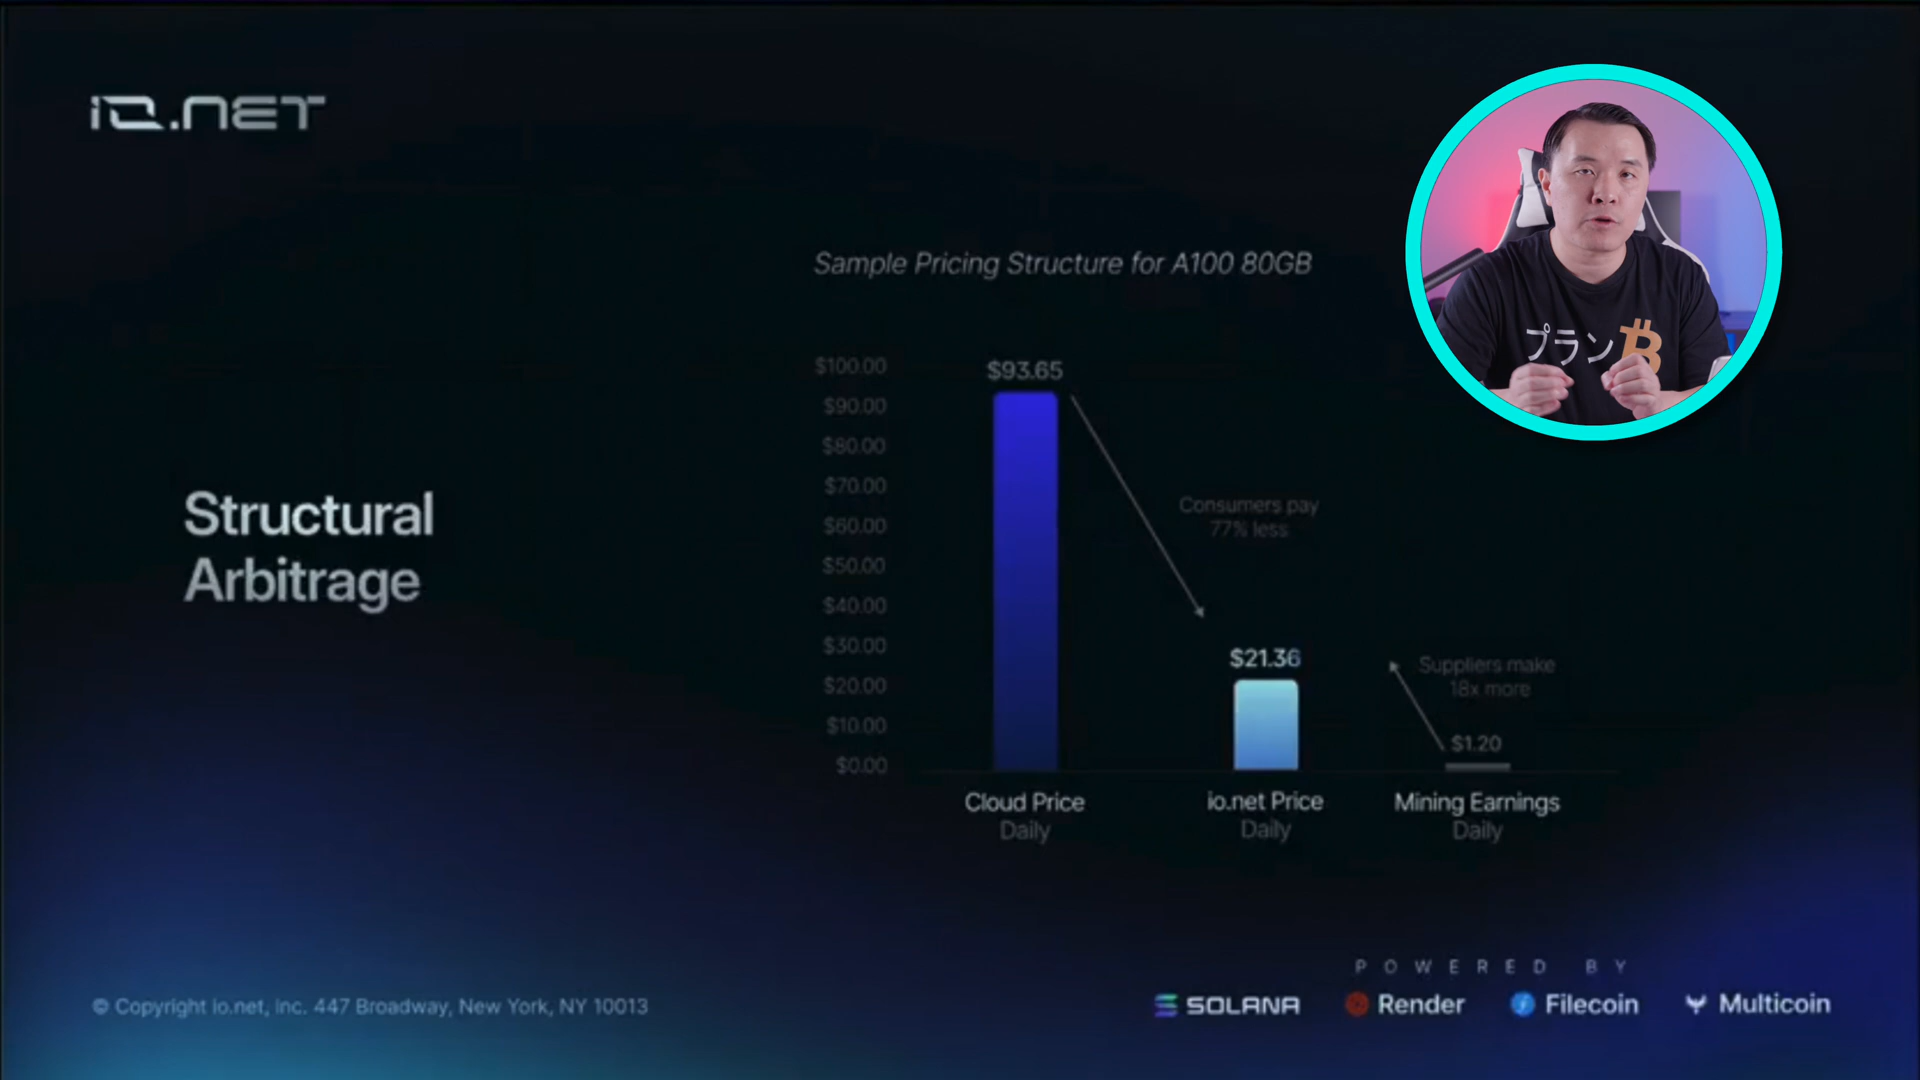 io.net
Sample Pricing Structure for A100 80GB
Structural
Arbitrage
$100.00
$90.00
$80.00
$70.00
$60.00
$50.00
$40.00
$30.00
$20.00
$10.00
$0.00
$93.65
Consumers pay
77% less
$21.36
Suppliers make
18x more
$1.20
Cloud Price
Daily
io.net Price
Daily
Mining Earnings
Daily
プラン₿
POWERED BY
SOLANA
Render
Filecoin
Multicoin
© Copyright io.net, Inc. 447 Broadway, New York, NY 10013